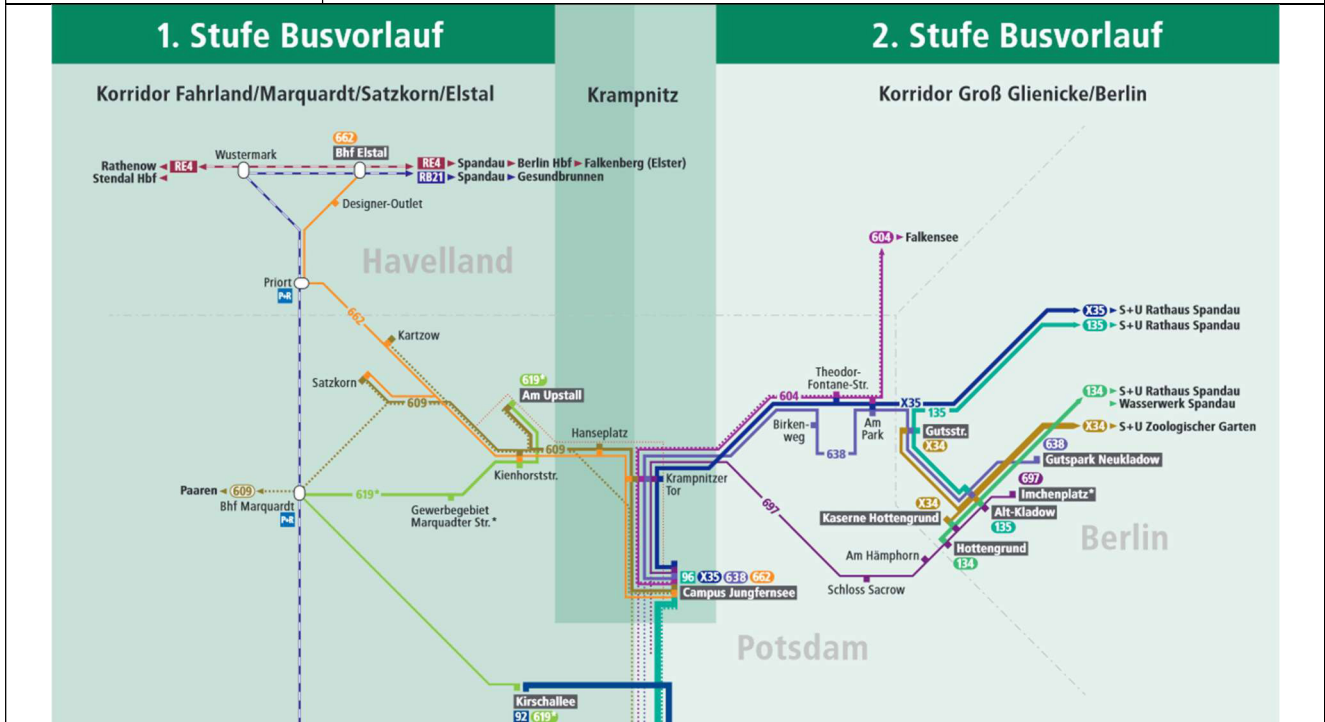 1. Stufe Busvorlauf
2. Stufe Busvorlauf
Korridor Fahrland/Marquardt/Satzkorn/Elstal
Krampnitz
Korridor Groß Glienicke/Berlin
662
Bhf Elstal
Wustermark
Rathenow
RE4
Stendal Hbf
RE4 Spandau Berlin Hbf Falkenberg (Elster)
RB21 Spandau Gesundbrunnen
Designer-Outlet
Havelland
Priort
P+R
662
Kartzow
Satzkorn
609
619*
Am Upstall
Hanseplatz
609
Kienhorststr.
Paaren 609
Bhf Marquardt
P+R
619*
Gewerbegebiet
Marquadter Str.*
Krampnitzer
Tor
96 X35 638 662
Campus Jungfernsee
Kirschallee
92 619*
604 Falkensee
X35 S+U Rathaus Spandau
135 S+U Rathaus Spandau
Theodor-
Fontane-Str.
604
X35
135
134 S+U Rathaus Spandau
Wasserwerk Spandau
Birken-
weg
638
Am
Park
Gutsstr.
X34
X34 S+U Zoologischer Garten
638
Gutspark Neukladow
697
Imchenplatz*
697
X34
Kaserne Hottengrund
Alt-Kladow
135
Hottengrund
134
Am Hämphorn
Schloss Sacrow
Berlin
Potsdam